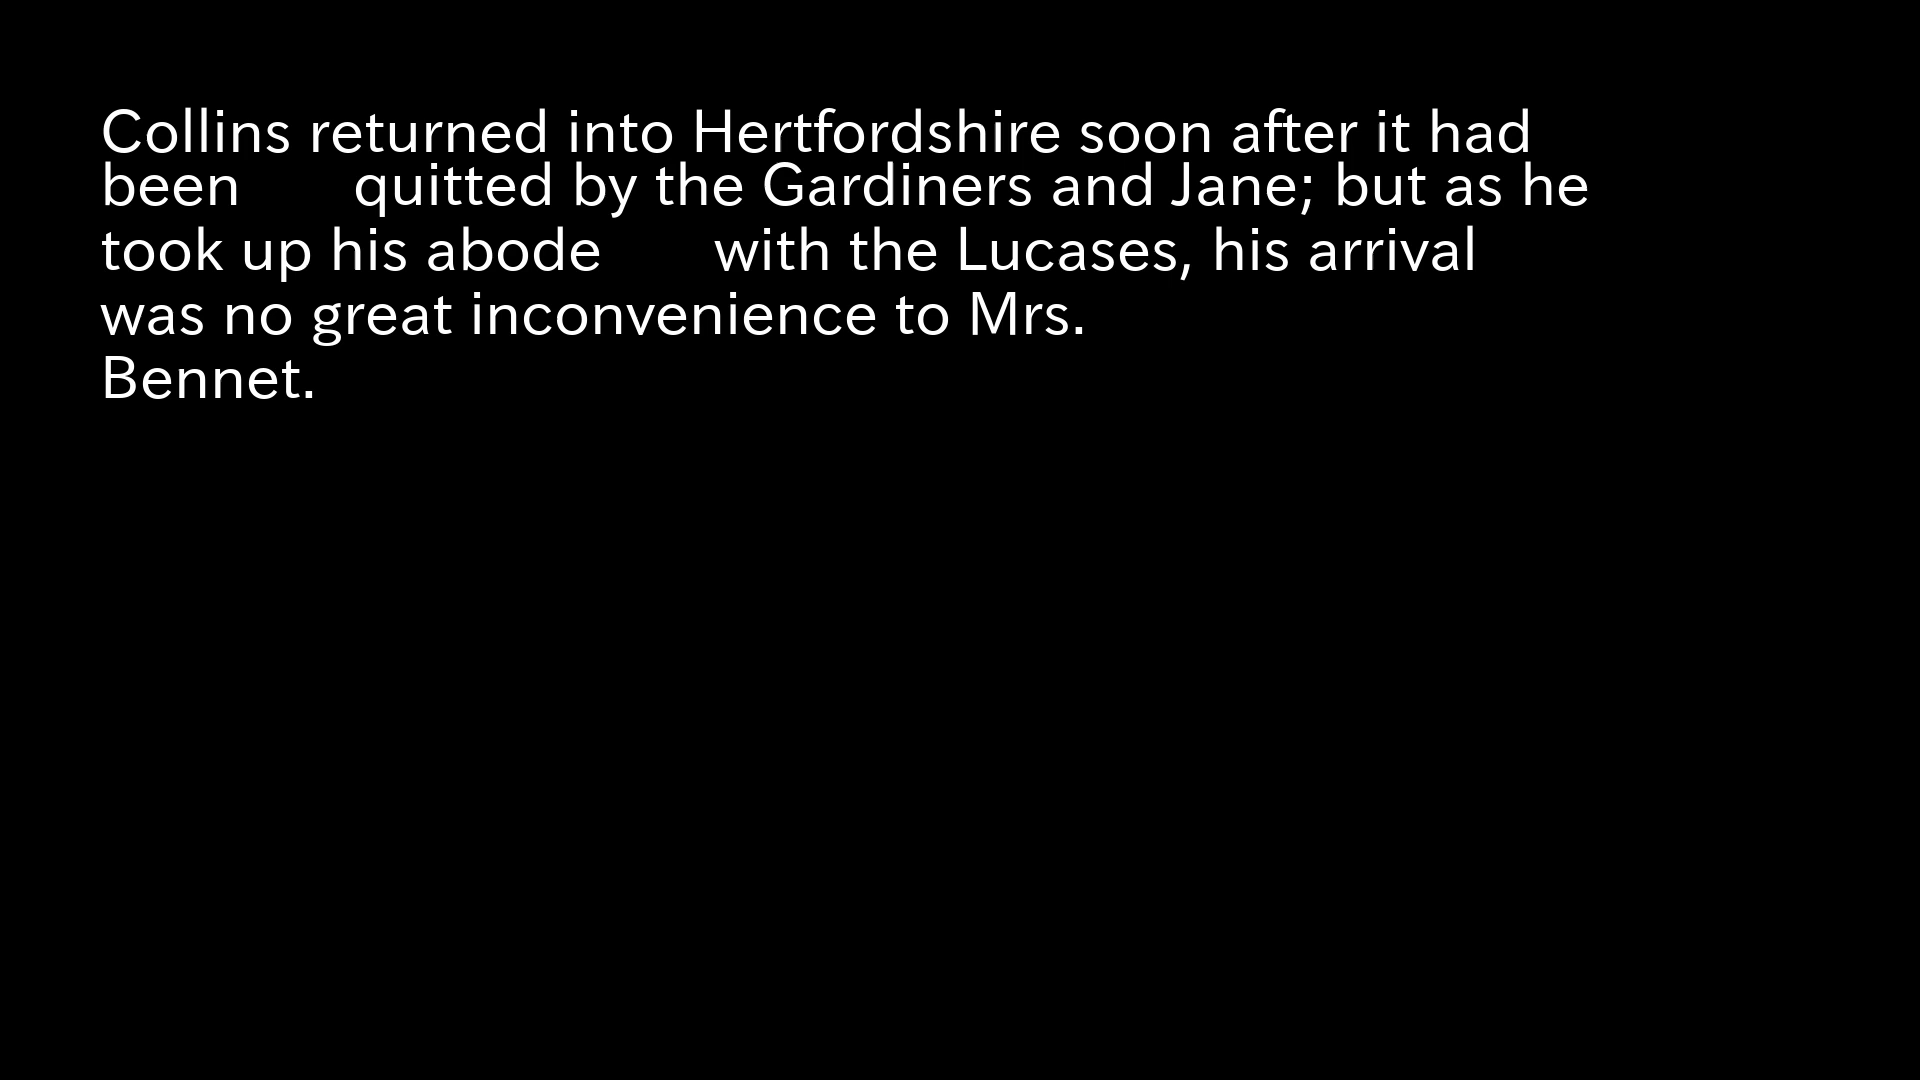 Collins returned into Hertfordshire soon after it had
been      quitted by the Gardiners and Jane; but as he
took up his abode      with the Lucases, his arrival
was no great inconvenience to Mrs.
Bennet.